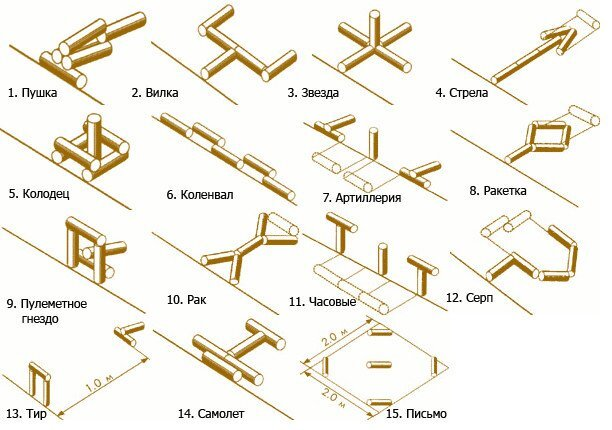 1. Пушка
2. Вилка
3. Звезда
4. Стрела
5. Колодец
6. Коленвал
7. Артиллерия
8. Ракетка
9. Пулеметное
гнездо
10. Рак
11. Часовые
12. Серп
1.0 м
2.0 м
2.0 м
13. Тир
14. Самолет
15. Письмо